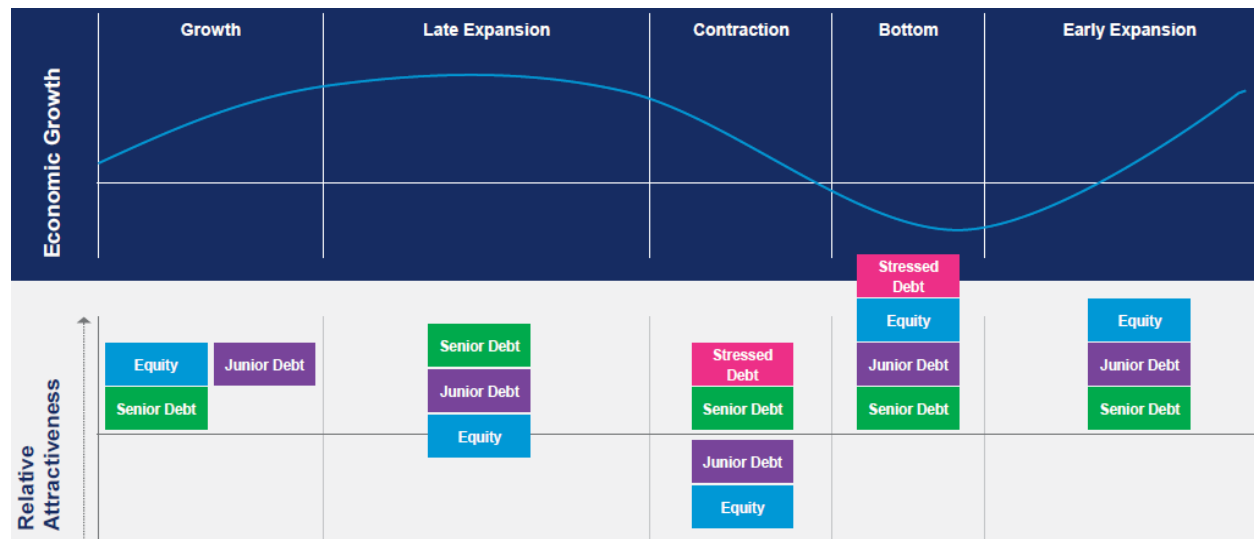 Growth
Late Expansion
Contraction
Bottom
Early Expansion
Economic Growth
Stressed
Debt
Equity
Junior Debt
Senior Debt
Equity
Junior Debt
Senior Debt
Senior Debt
Junior Debt
Equity
Stressed
Debt
Senior Debt
Junior Debt
Equity
Equity
Junior Debt
Senior Debt
Relative
Attractiveness